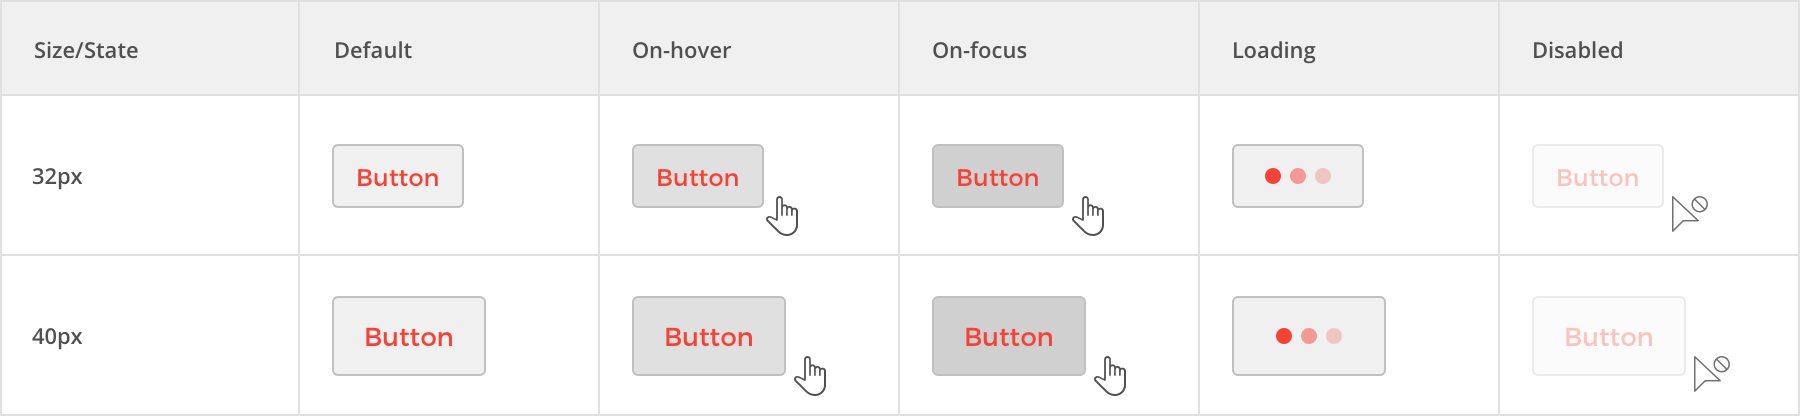 Size/State Default On-hover On-focus Loading Disabled
32px Button Button Button Button
40px Button Button Button Button